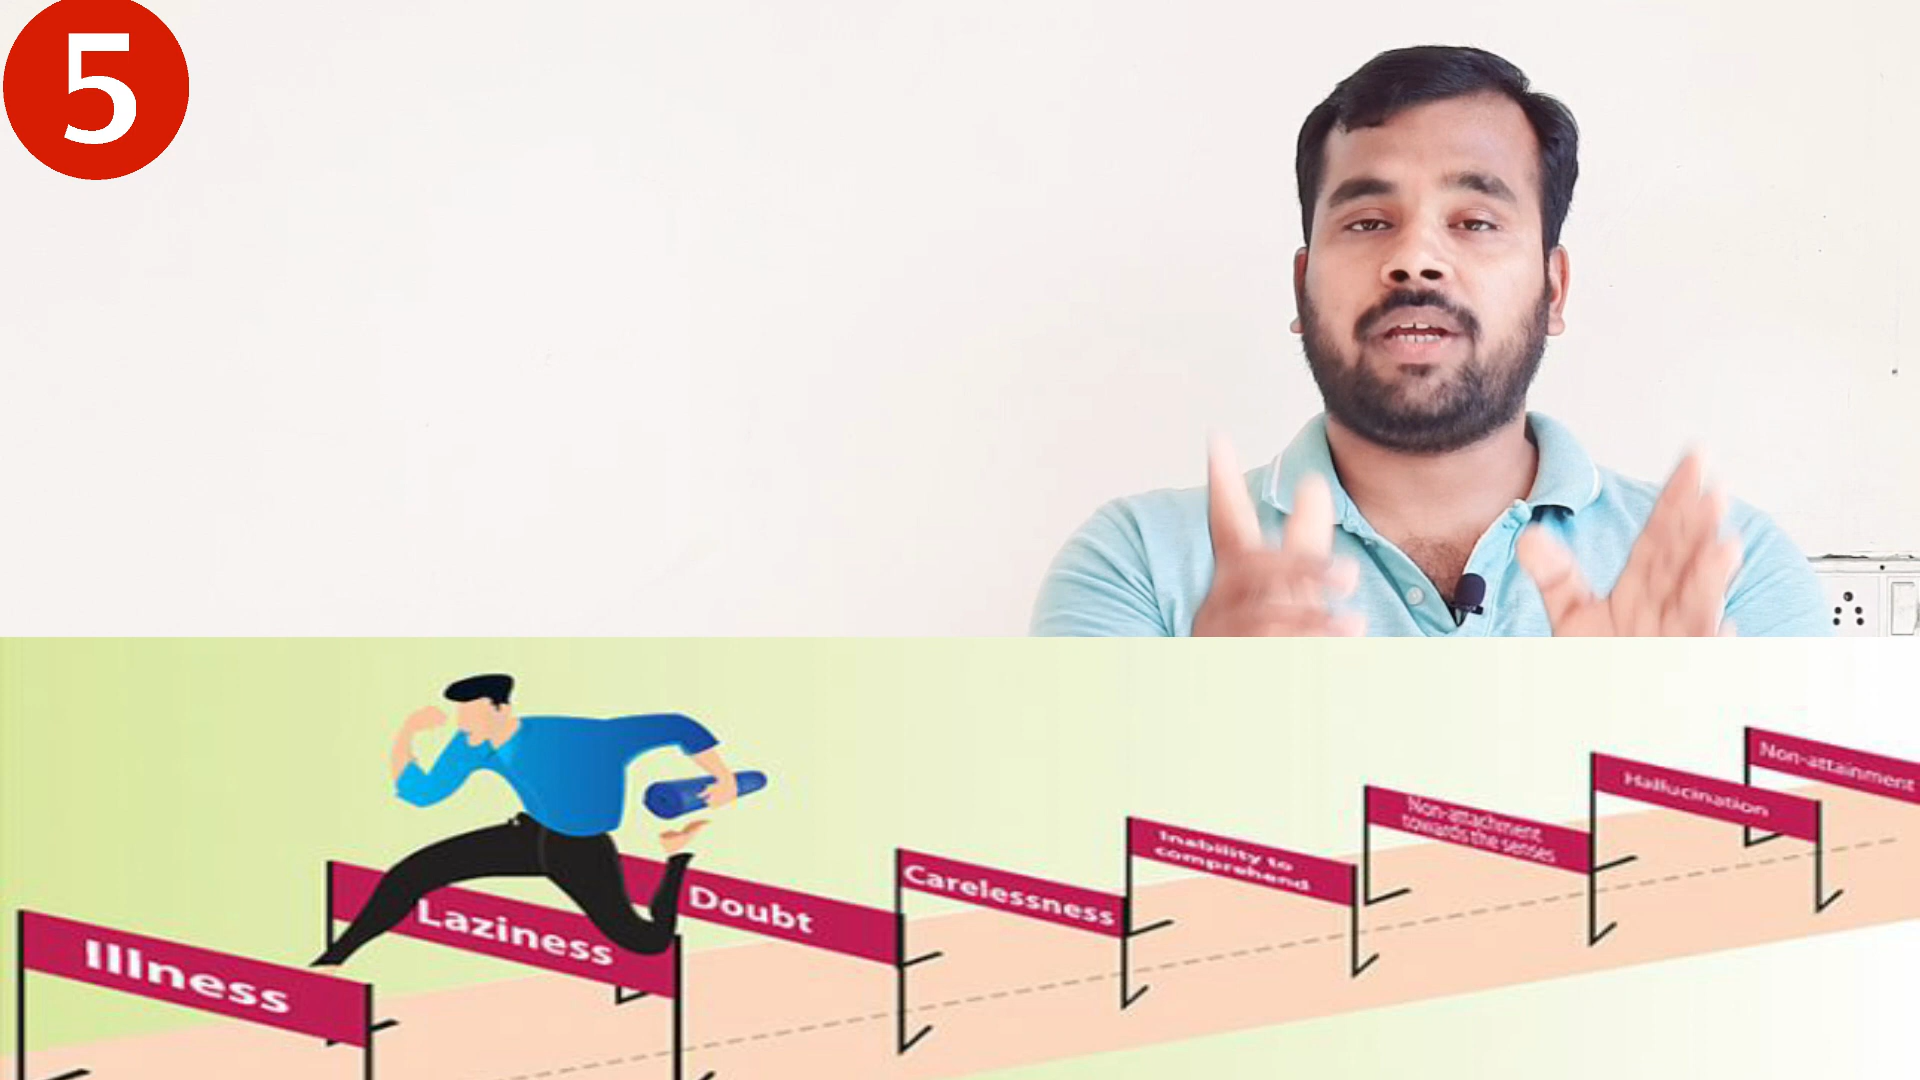 5
Illness
Laziness
Doubt
Carelessness
Inability to
comprehend
Non-attachment
towards the senses
Hallucination
Non-attainment